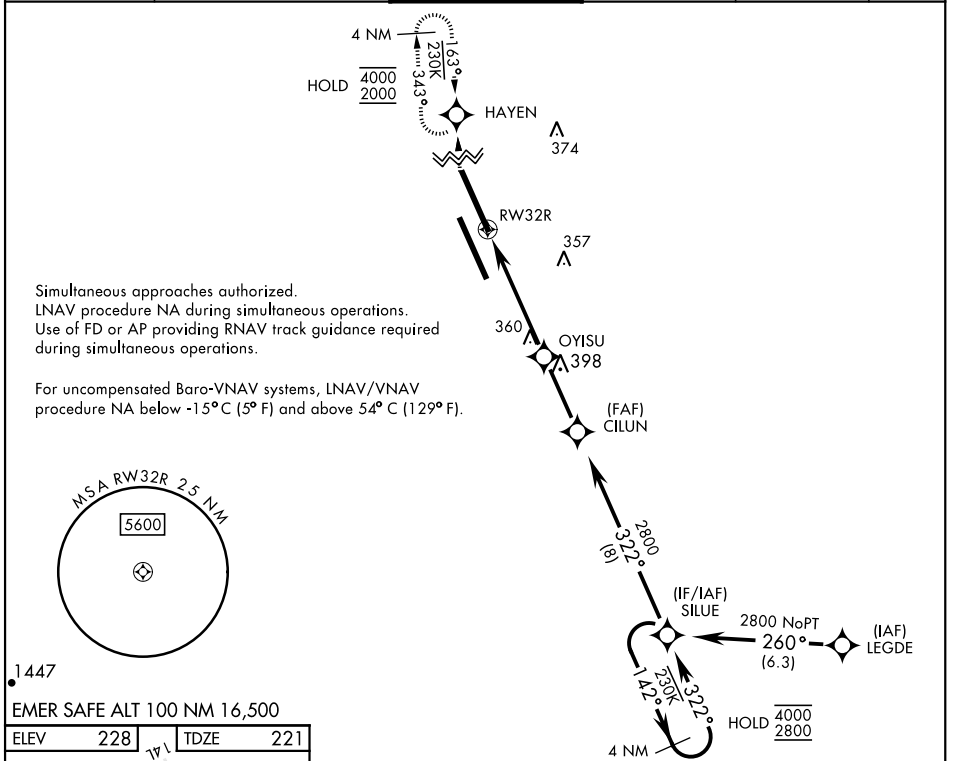 4 NM
163°
230K
343°
HOLD 4000
2000
HAYEN
374
RW32R
357
Simultaneous approaches authorized.
LNAV procedure NA during simultaneous operations.
Use of FD or AP providing RNAV track guidance required
during simultaneous operations.
360
OYISU
398
For uncompensated Baro-VNAV systems, LNAV/VNAV
procedure NA below -15°C (5°F) and above 54°C (129°F).
(FAF)
CILUN
MSA RW32R 25 NM
5600
2800
322°
(8)
(IF/IAF)
SILUE
2800 NoPT
260°
(6.3)
(IAF)
LEGDE
142°
230K
322°
HOLD 4000
2800
4 NM
1447
EMER SAFE ALT 100 NM 16,500
ELEV 228
14L
TDZE 221